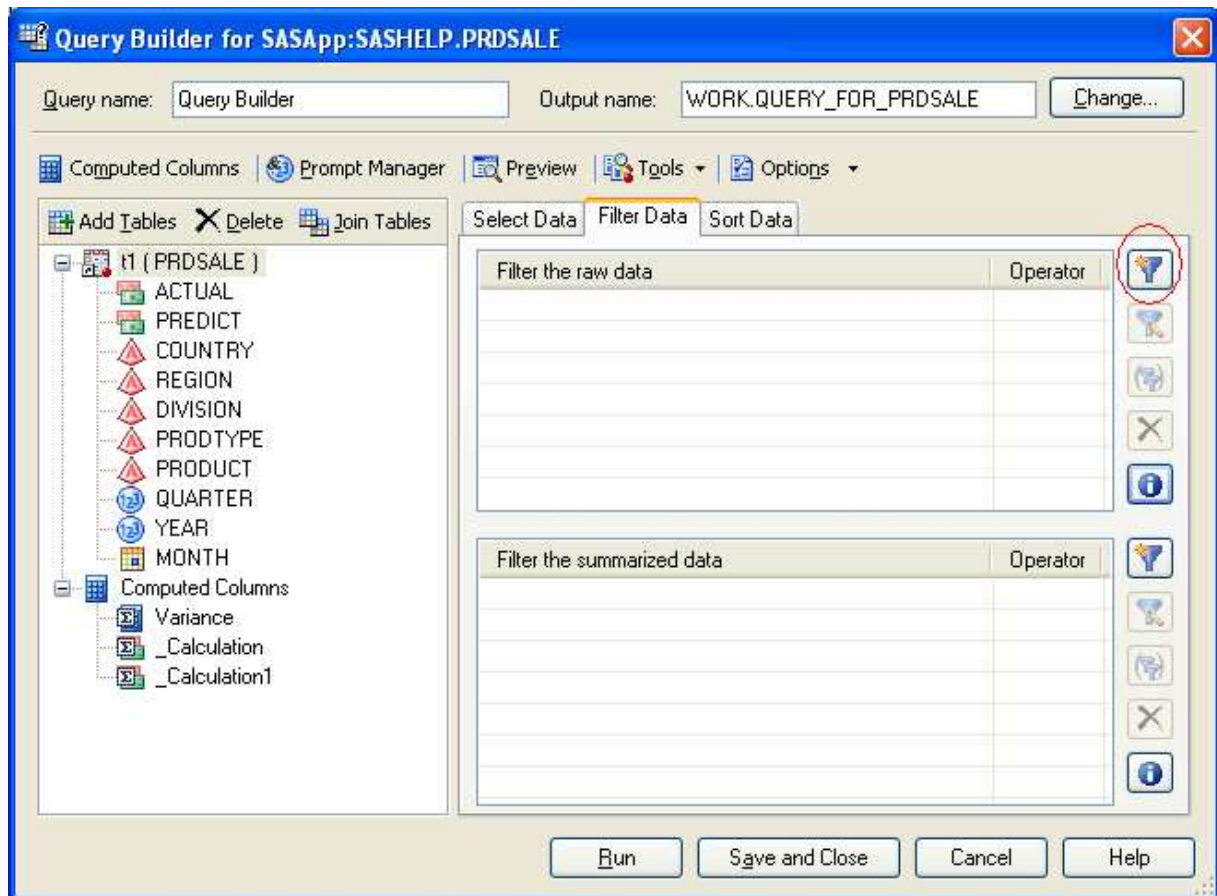 Query Builder for SASApp:SASHELP.PRDSALE
Query name: Query Builder Output name: WORK.QUERY_FOR_PRDSALE Change...
Computed Columns Prompt Manager Preview Tools Options
Add Tables Delete Join Tables
Select Data Filter Data Sort Data
t1 ( PRDSALE )
ACTUAL
PREDICT
COUNTRY
REGION
DIVISION
PRODTYPE
PRODUCT
QUARTER
YEAR
MONTH
Computed Columns
Variance
_Calculation
_Calculation1
Filter the raw data Operator
Filter the summarized data Operator
Run Save and Close Cancel Help